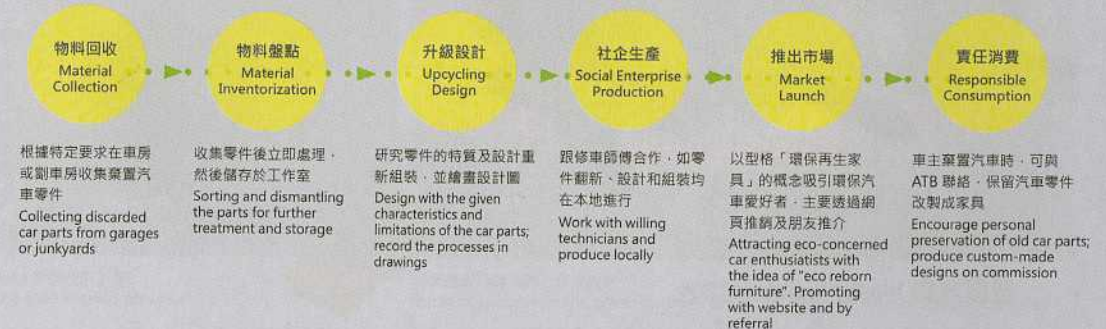 物料回收
Material
Collection
物料盤點
Material
Inventorization
升級設計
Upcycling
Design
社企生產
Social Enterprise
Production
推出市場
Market
Launch
責任消費
Responsible
Consumption
根據特定要求在車房
或劏車房收集棄置汽
車零件
Collecting discarded
car parts from garages
or junkyards
收集零件後立即處理，
然後儲存於工作室
Sorting and dismantling
the parts for further
treatment and storage
研究零件的特質及設計重
新組裝，並繪畫設計圖
Design with the given
characteristics and
limitations of the car parts;
record the processes in
drawings
跟修車師傅合作，如零
件翻新、設計和組裝均
在本地進行
Work with willing
technicians and
produce locally
以型格「環保再生家
具」的概念吸引環保汽
車愛好者，主要透過網
頁推銷及朋友推介
Attracting eco-concerned
car enthusiatists with
the idea of "eco reborn
furniture". Promoting
with website and by
referral
車主棄置汽車時，可與
ATB 聯絡，保留汽車零件
改製成家具
Encourage personal
preservation of old car parts;
produce custom-made
designs on commission